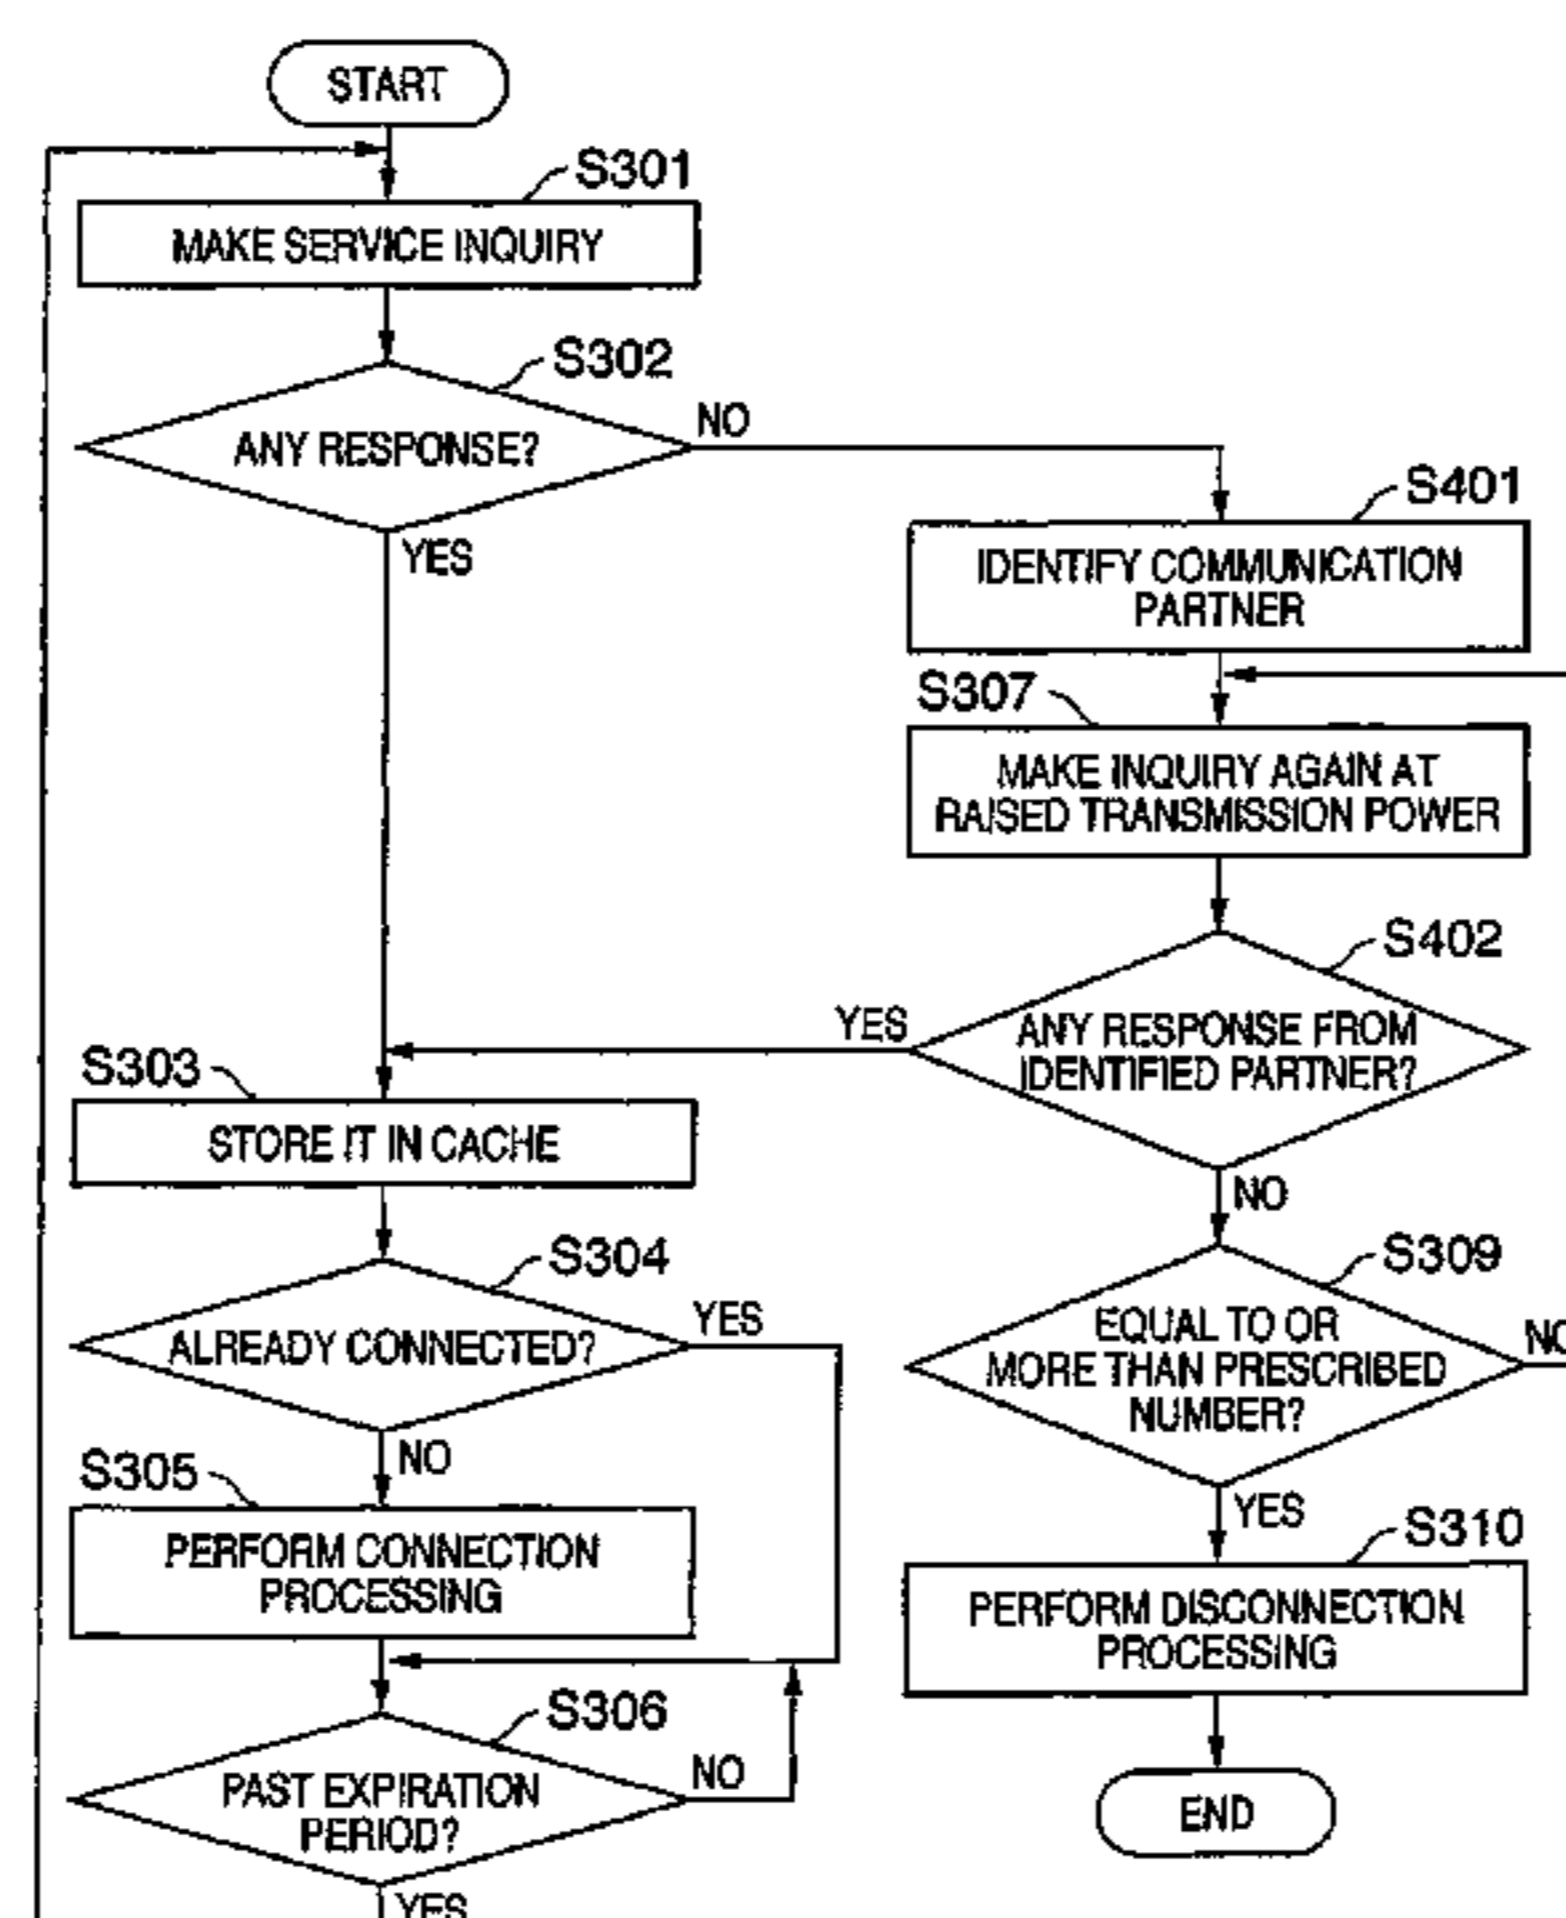 START
S301
MAKE SERVICE INQUIRY
S302
ANY RESPONSE?
NO
YES
S401
IDENTIFY COMMUNICATION
PARTNER
S307
MAKE INQUIRY AGAIN AT
RAISED TRANSMISSION POWER
S402
ANY RESPONSE FROM
IDENTIFIED PARTNER?
YES
NO
S303
STORE IT IN CACHE
S304
ALREADY CONNECTED?
YES
NO
S309
EQUAL TO OR
MORE THAN PRESCRIBED
NUMBER?
NO
YES
S305
PERFORM CONNECTION
PROCESSING
S310
PERFORM DISCONNECTION
PROCESSING
S306
PAST EXPIRATION
PERIOD?
NO
YES
END